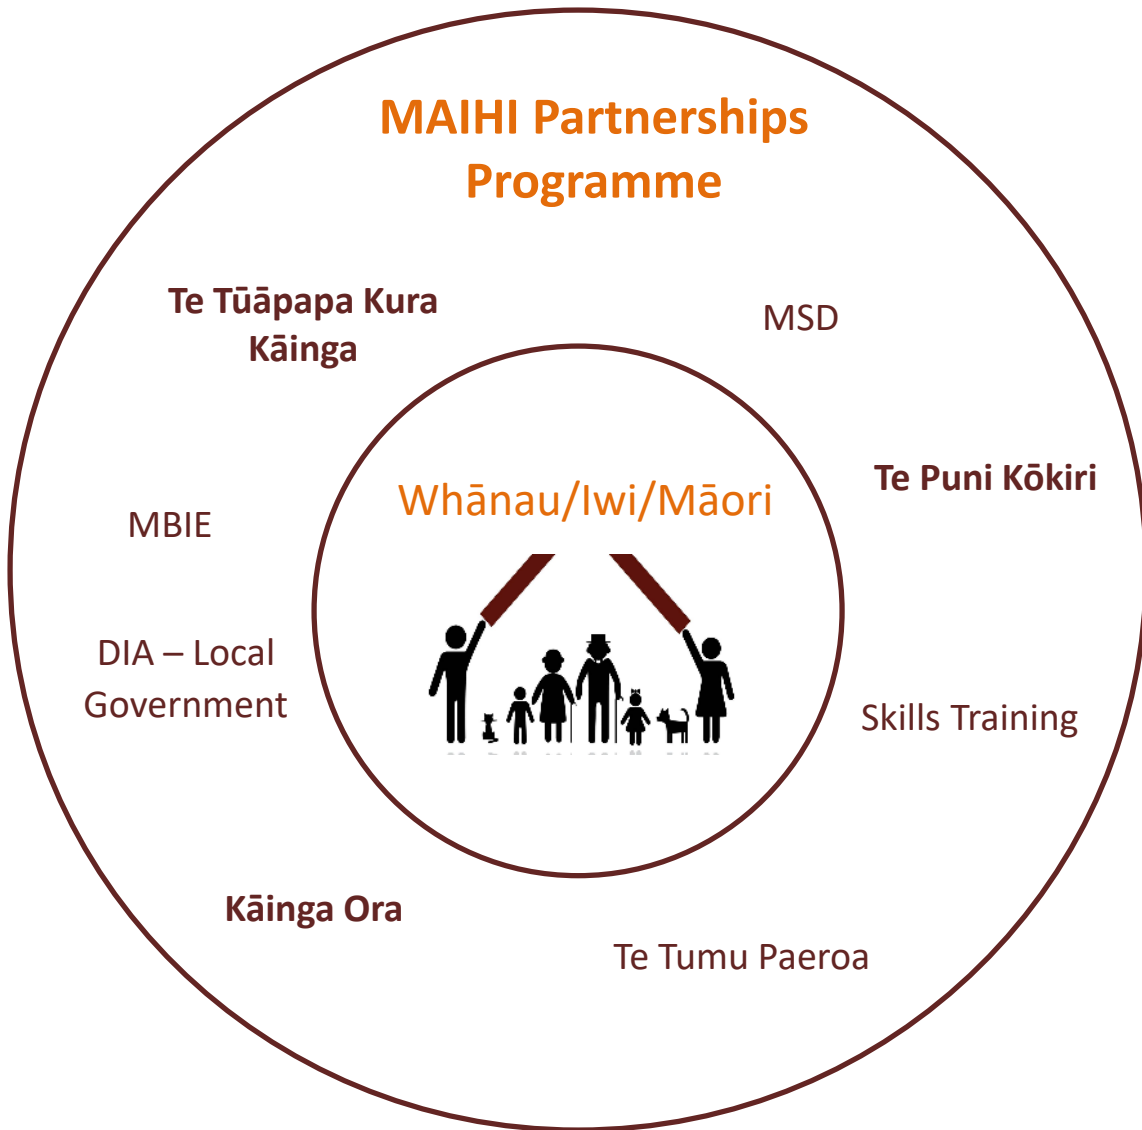 MAIHI Partnerships
Programme
Te Tūāpapa Kura
Kāinga
MSD
Te Puni Kōkiri
Whānau/Iwi/Māori
MBIE
DIA – Local
Government
Skills Training
Kāinga Ora
Te Tumu Paeroa